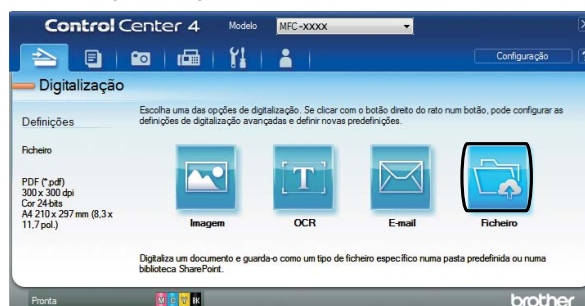 Control Center 4 Modelo MFC-XXXX
Configuração ?
Digitalização
Definições
Escolha uma das opções de digitalização. Se clicar com o botão direito do rato num botão, pode configurar as
definições de digitalização avançadas e definir novas predefinições.
Ficheiro
PDF (*.pdf)
300 x 300 dpi
Cor 24-bits
A4 210 x 297 mm (8,3 x
11,7 pol.)
[T]
Imagem OCR E-mail Ficheiro
Digitaliza um documento e guarda-o como um tipo de ficheiro específico numa pasta predefinida ou numa
biblioteca SharePoint.
Pronta M C Y BK brother